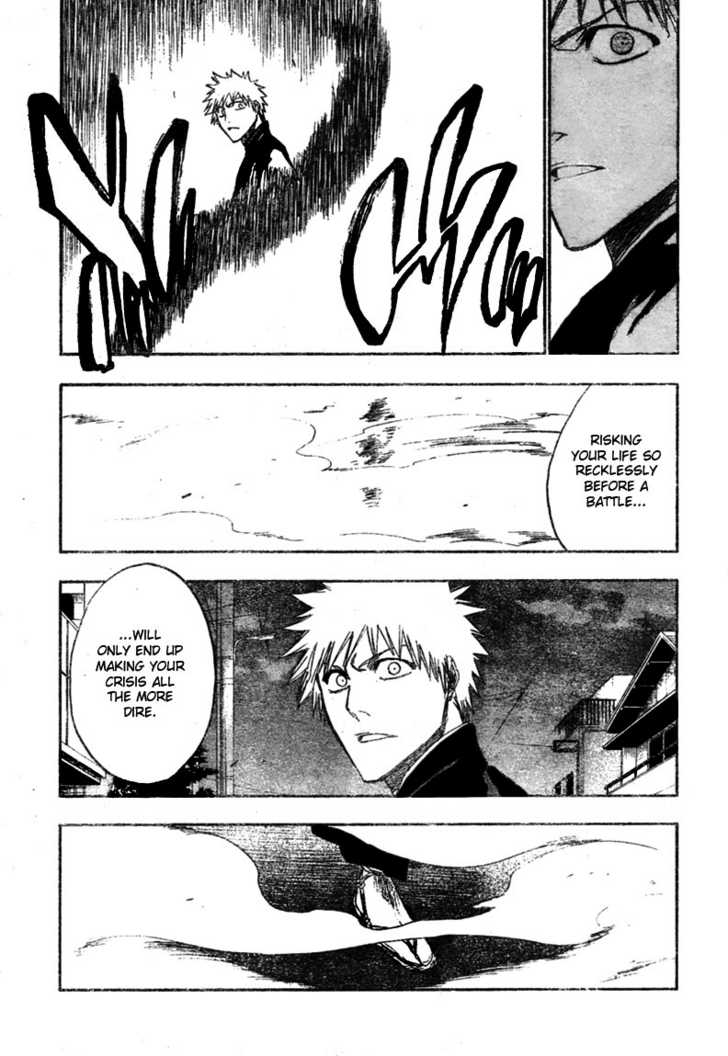 RISKING
YOUR LIFE SO
RECKLESSLY
BEFORE A
BATTLE...
...WILL
ONLY END UP
MAKING YOUR
CRISIS ALL
THE MORE
DIRE.